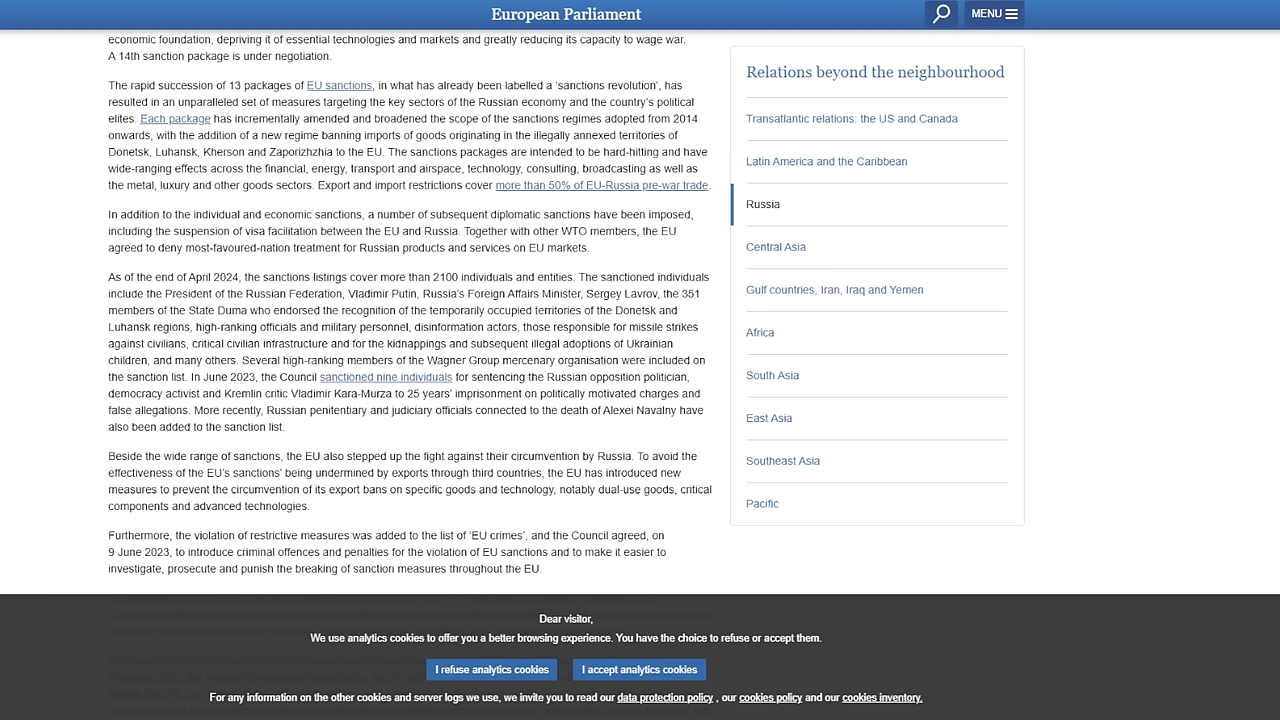 European Parliament
MENU
economic foundation, depriving it of essential technologies and markets and greatly reducing its capacity to wage war.
A 14th sanction package is under negotiation.
The rapid succession of 13 packages of EU sanctions, in what has already been labelled a ‘sanctions revolution’, has
resulted in an unparalleled set of measures targeting the key sectors of the Russian economy and the country’s political
elites. Each package has incrementally amended and broadened the scope of the sanctions regimes adopted from 2014
onwards, with the addition of a new regime banning imports of goods originating in the illegally annexed territories of
Donetsk, Luhansk, Kherson and Zaporizhzhia to the EU. The sanctions packages are intended to be hard-hitting and have
wide-ranging effects across the financial, energy, transport and airspace, technology, consulting, broadcasting as well as
the metal, luxury and other goods sectors. Export and import restrictions cover more than 50% of EU-Russia pre-war trade.
In addition to the individual and economic sanctions, a number of subsequent diplomatic sanctions have been imposed,
including the suspension of visa facilitation between the EU and Russia. Together with other WTO members, the EU
agreed to deny most-favoured-nation treatment for Russian products and services on EU markets.
As of the end of April 2024, the sanctions listings cover more than 2100 individuals and entities. The sanctioned individuals
include the President of the Russian Federation, Vladimir Putin, Russia’s Foreign Affairs Minister, Sergey Lavrov, the 351
members of the State Duma who endorsed the recognition of the temporarily occupied territories of the Donetsk and
Luhansk regions, high-ranking officials and military personnel, disinformation actors, those responsible for missile strikes
against civilians, critical civilian infrastructure and for the kidnappings and subsequent illegal adoptions of Ukrainian
children, and many others. Several high-ranking members of the Wagner Group mercenary organisation were included on
the sanction list. In June 2023, the Council sanctioned nine individuals for sentencing the Russian opposition politician,
democracy activist and Kremlin critic Vladimir Kara-Murza to 25 years’ imprisonment on politically motivated charges and
false allegations. More recently, Russian penitentiary and judiciary officials connected to the death of Alexei Navalny have
also been added to the sanction list.
Beside the wide range of sanctions, the EU also stepped up the fight against their circumvention by Russia. To avoid the
effectiveness of the EU’s sanctions’ being undermined by exports through third countries, the EU has introduced new
measures to prevent the circumvention of its export bans on specific goods and technology, notably dual-use goods, critical
components and advanced technologies.
Furthermore, the violation of restrictive measures was added to the list of ‘EU crimes’, and the Council agreed, on
9 June 2023, to introduce criminal offences and penalties for the violation of EU sanctions and to make it easier to
investigate, prosecute and punish the breaking of sanction measures throughout the EU.
Relations beyond the neighbourhood
Transatlantic relations: the US and Canada
Latin America and the Caribbean
Russia
Central Asia
Gulf countries, Iran, Iraq and Yemen
Africa
South Asia
East Asia
Southeast Asia
Pacific
Dear visitor,
We use analytics cookies to offer you a better browsing experience. You have the choice to refuse or accept them.
I refuse analytics cookies
I accept analytics cookies
For any information on the other cookies and server logs we use, we invite you to read our data protection policy , our cookies policy and our cookies inventory.